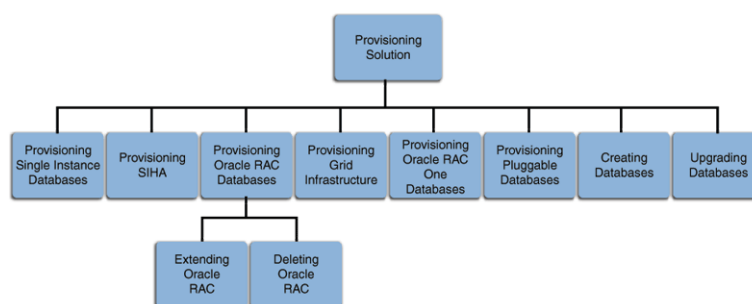 Provisioning
Solution
Provisioning
Single Instance
Databases
Provisioning
SIHA
Provisioning
Oracle RAC
Databases
Provisioning
Grid
Infrastructure
Provisioning
Oracle RAC
One
Databases
Provisioning
Pluggable
Databases
Creating
Databases
Upgrading
Databases
Extending
Oracle
RAC
Deleting
Oracle
RAC